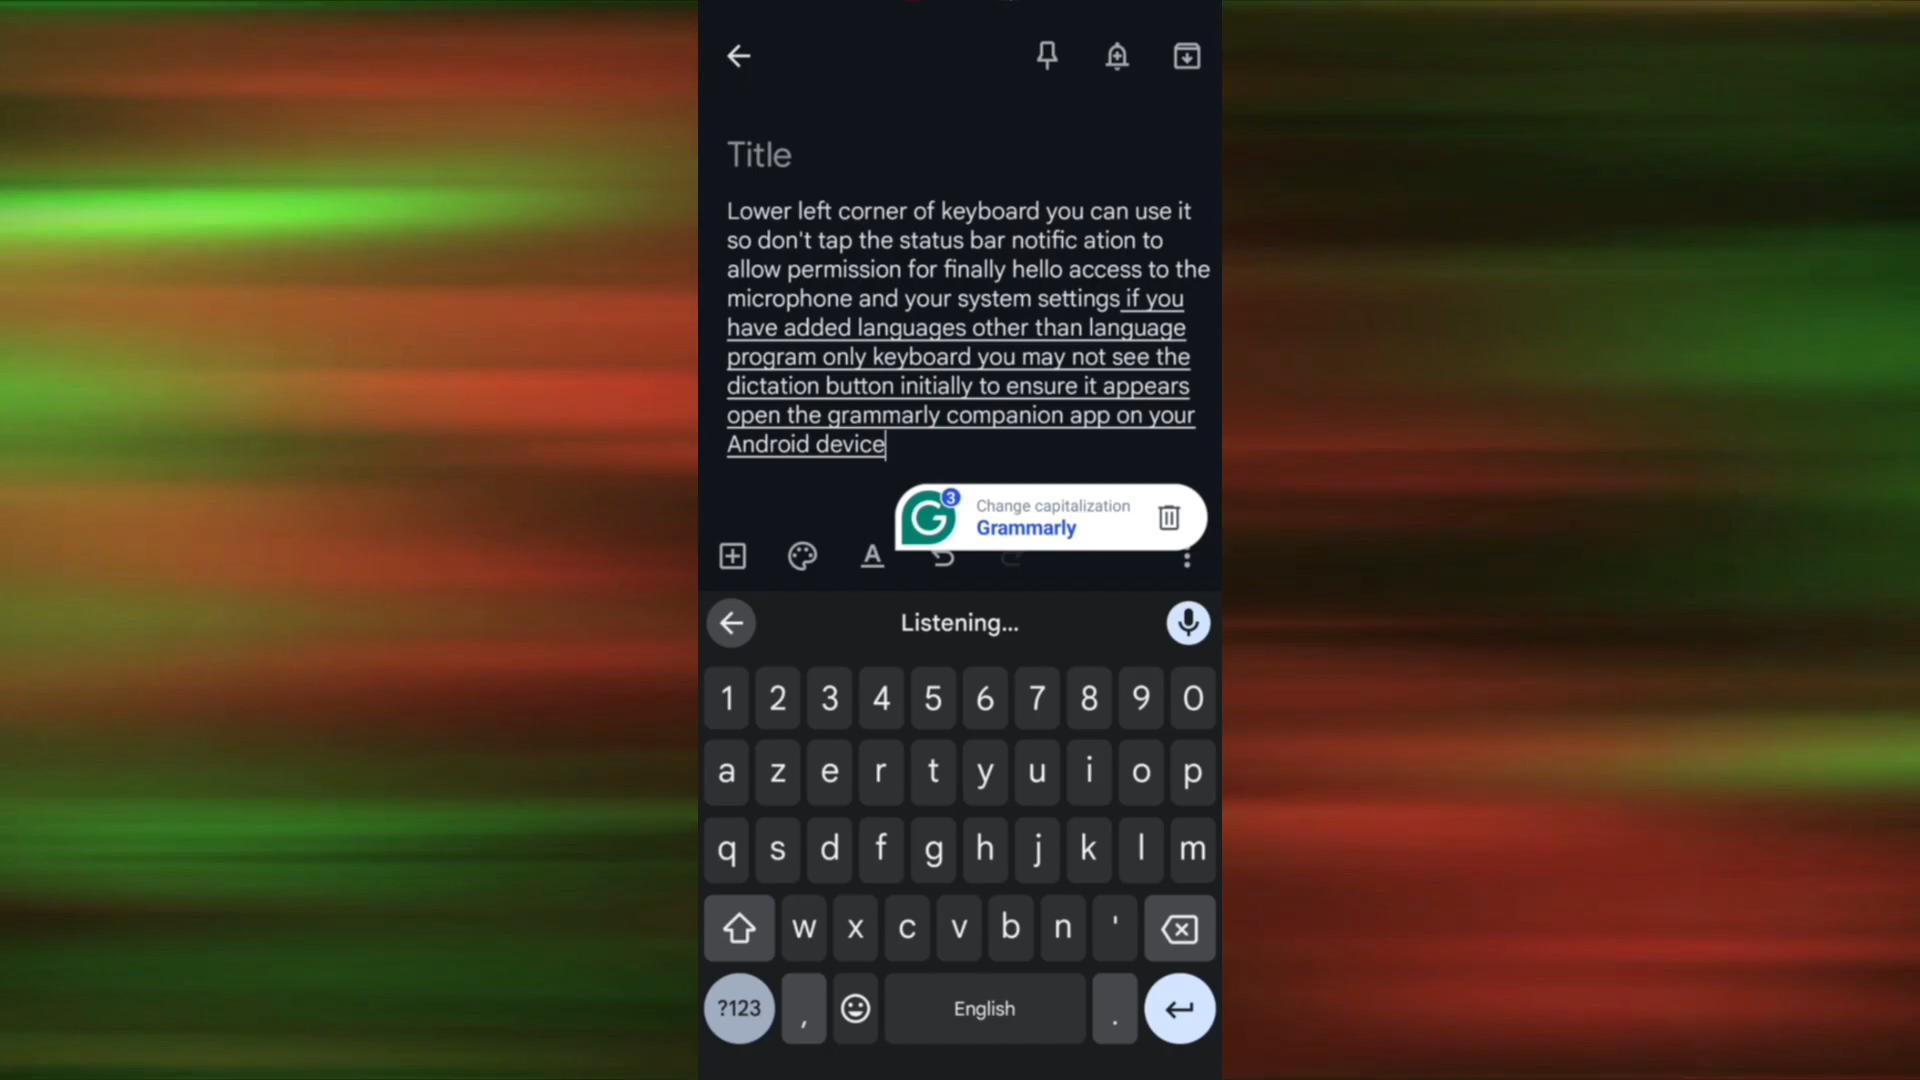 Title
Lower left corner of keyboard you can use it
so don't tap the status bar notific ation to
allow permission for finally hello access to the
microphone and your system settings if you
have added languages other than language
program only keyboard you may not see the
dictation button initially to ensure it appears
open the grammarly companion app on your
Android device
3
Change capitalization
Grammarly
A
Listening...
1 2 3 4 5 6 7 8 9 0
a z e r t y u i o p
q s d f g h j k l m
w x c v b n '
?123 , English .